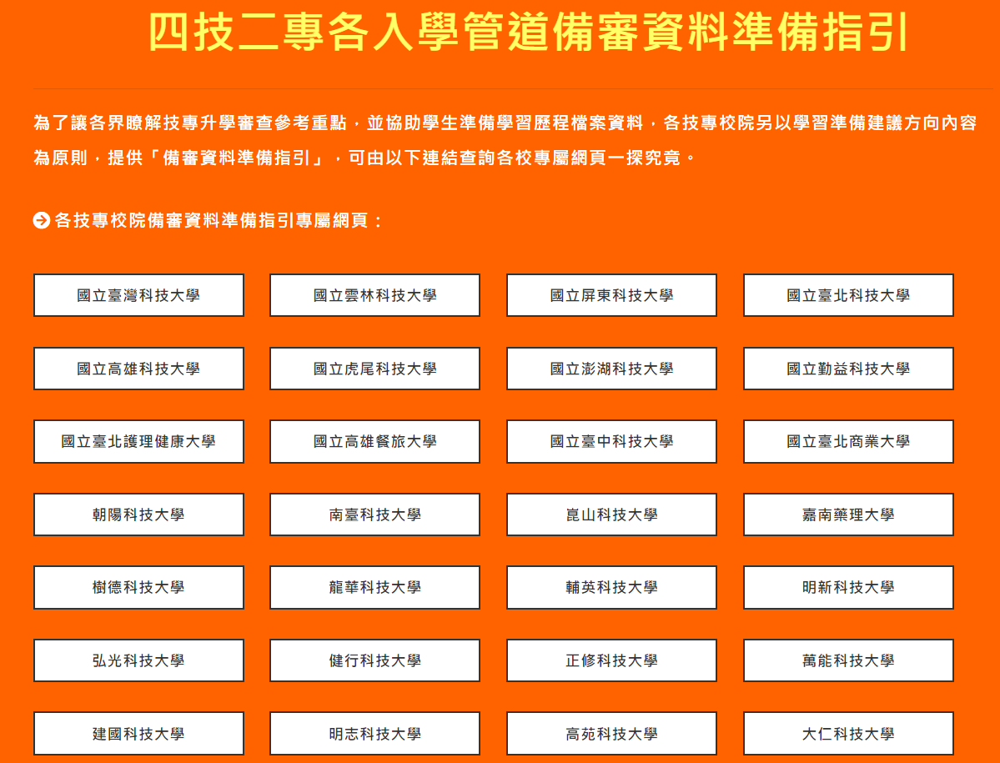 四技二專各入學管道備審資料準備指引
為了讓各界瞭解技專升學審查參考重點，並協助學生準備學習歷程檔案資料，各技專校院另以學習準備建議方向內容
為原則，提供「備審資料準備指引」，可由以下連結查詢各校專屬網頁一探究竟。
各技專校院備審資料準備指引專屬網頁：
國立臺灣科技大學 國立雲林科技大學 國立屏東科技大學 國立臺北科技大學
國立高雄科技大學 國立虎尾科技大學 國立澎湖科技大學 國立勤益科技大學
國立臺北護理健康大學 國立高雄餐旅大學 國立臺中科技大學 國立臺北商業大學
朝陽科技大學 南臺科技大學 崑山科技大學 嘉南藥理大學
樹德科技大學 龍華科技大學 輔英科技大學 明新科技大學
弘光科技大學 健行科技大學 正修科技大學 萬能科技大學
建國科技大學 明志科技大學 高苑科技大學 大仁科技大學